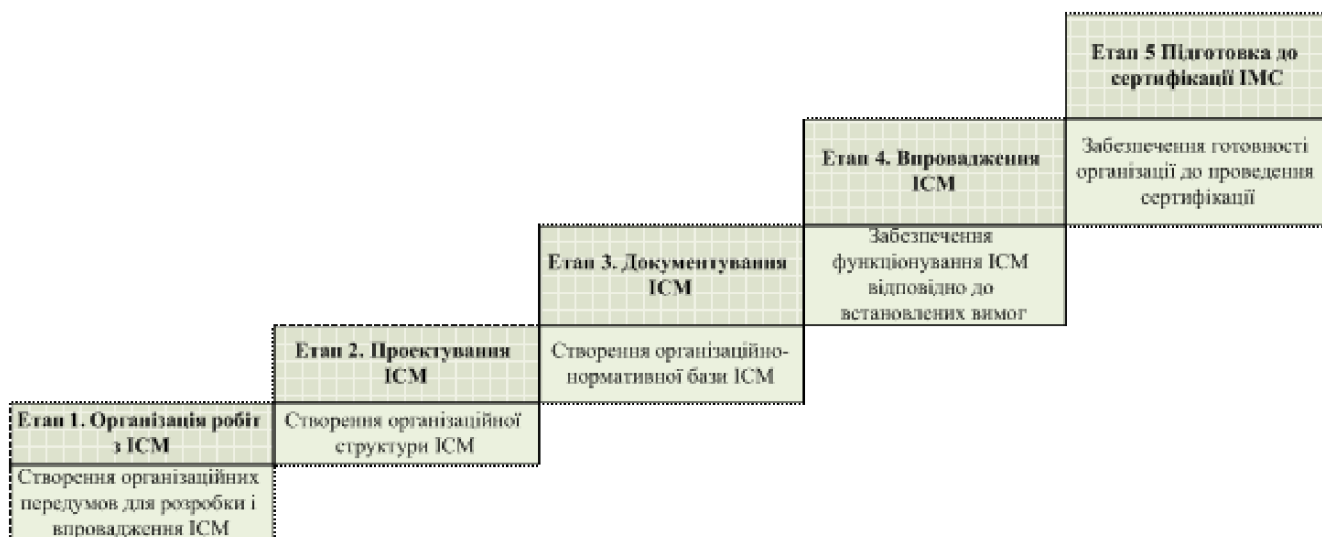 Етап 1. Організація робіт
з ІСМ
Створення організаційних
передумов для розробки і
впровадження ІСМ
Етап 2. Проектування
ІСМ
Створення організаційної
структури ІСМ
Етап 3. Документування
ІСМ
Створення організаційно-
нормативної бази ІСМ
Етап 4. Впровадження
ІСМ
Забезпечення
функціонування ІСМ
відповідно до
встановлених вимог
Етап 5 Підготовка до
сертифікації ІМС
Забезпечення готовності
організації до проведення
сертифікації